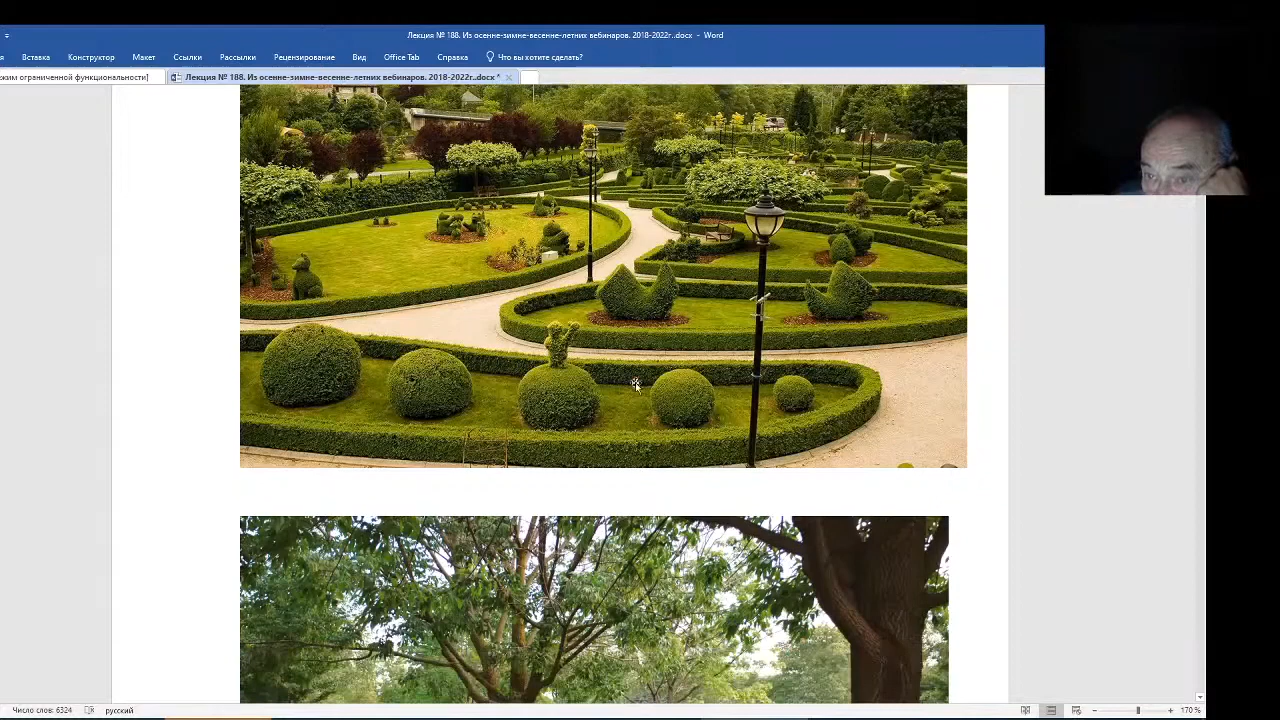 Лекция № 188. Из осенне-зимне-весенне-летних вебинаров. 2018-2022г..docx - Word
Вставка Конструктор Макет Ссылки Рассылки Рецензирование Вид Office Tab Справка Что вы хотите сделать?
ежим ограниченной функциональности] Лекция № 188. Из осенне-зимне-весенне-летних вебинаров. 2018-2022г..docx *
Число слов: 6324 русский 170 %